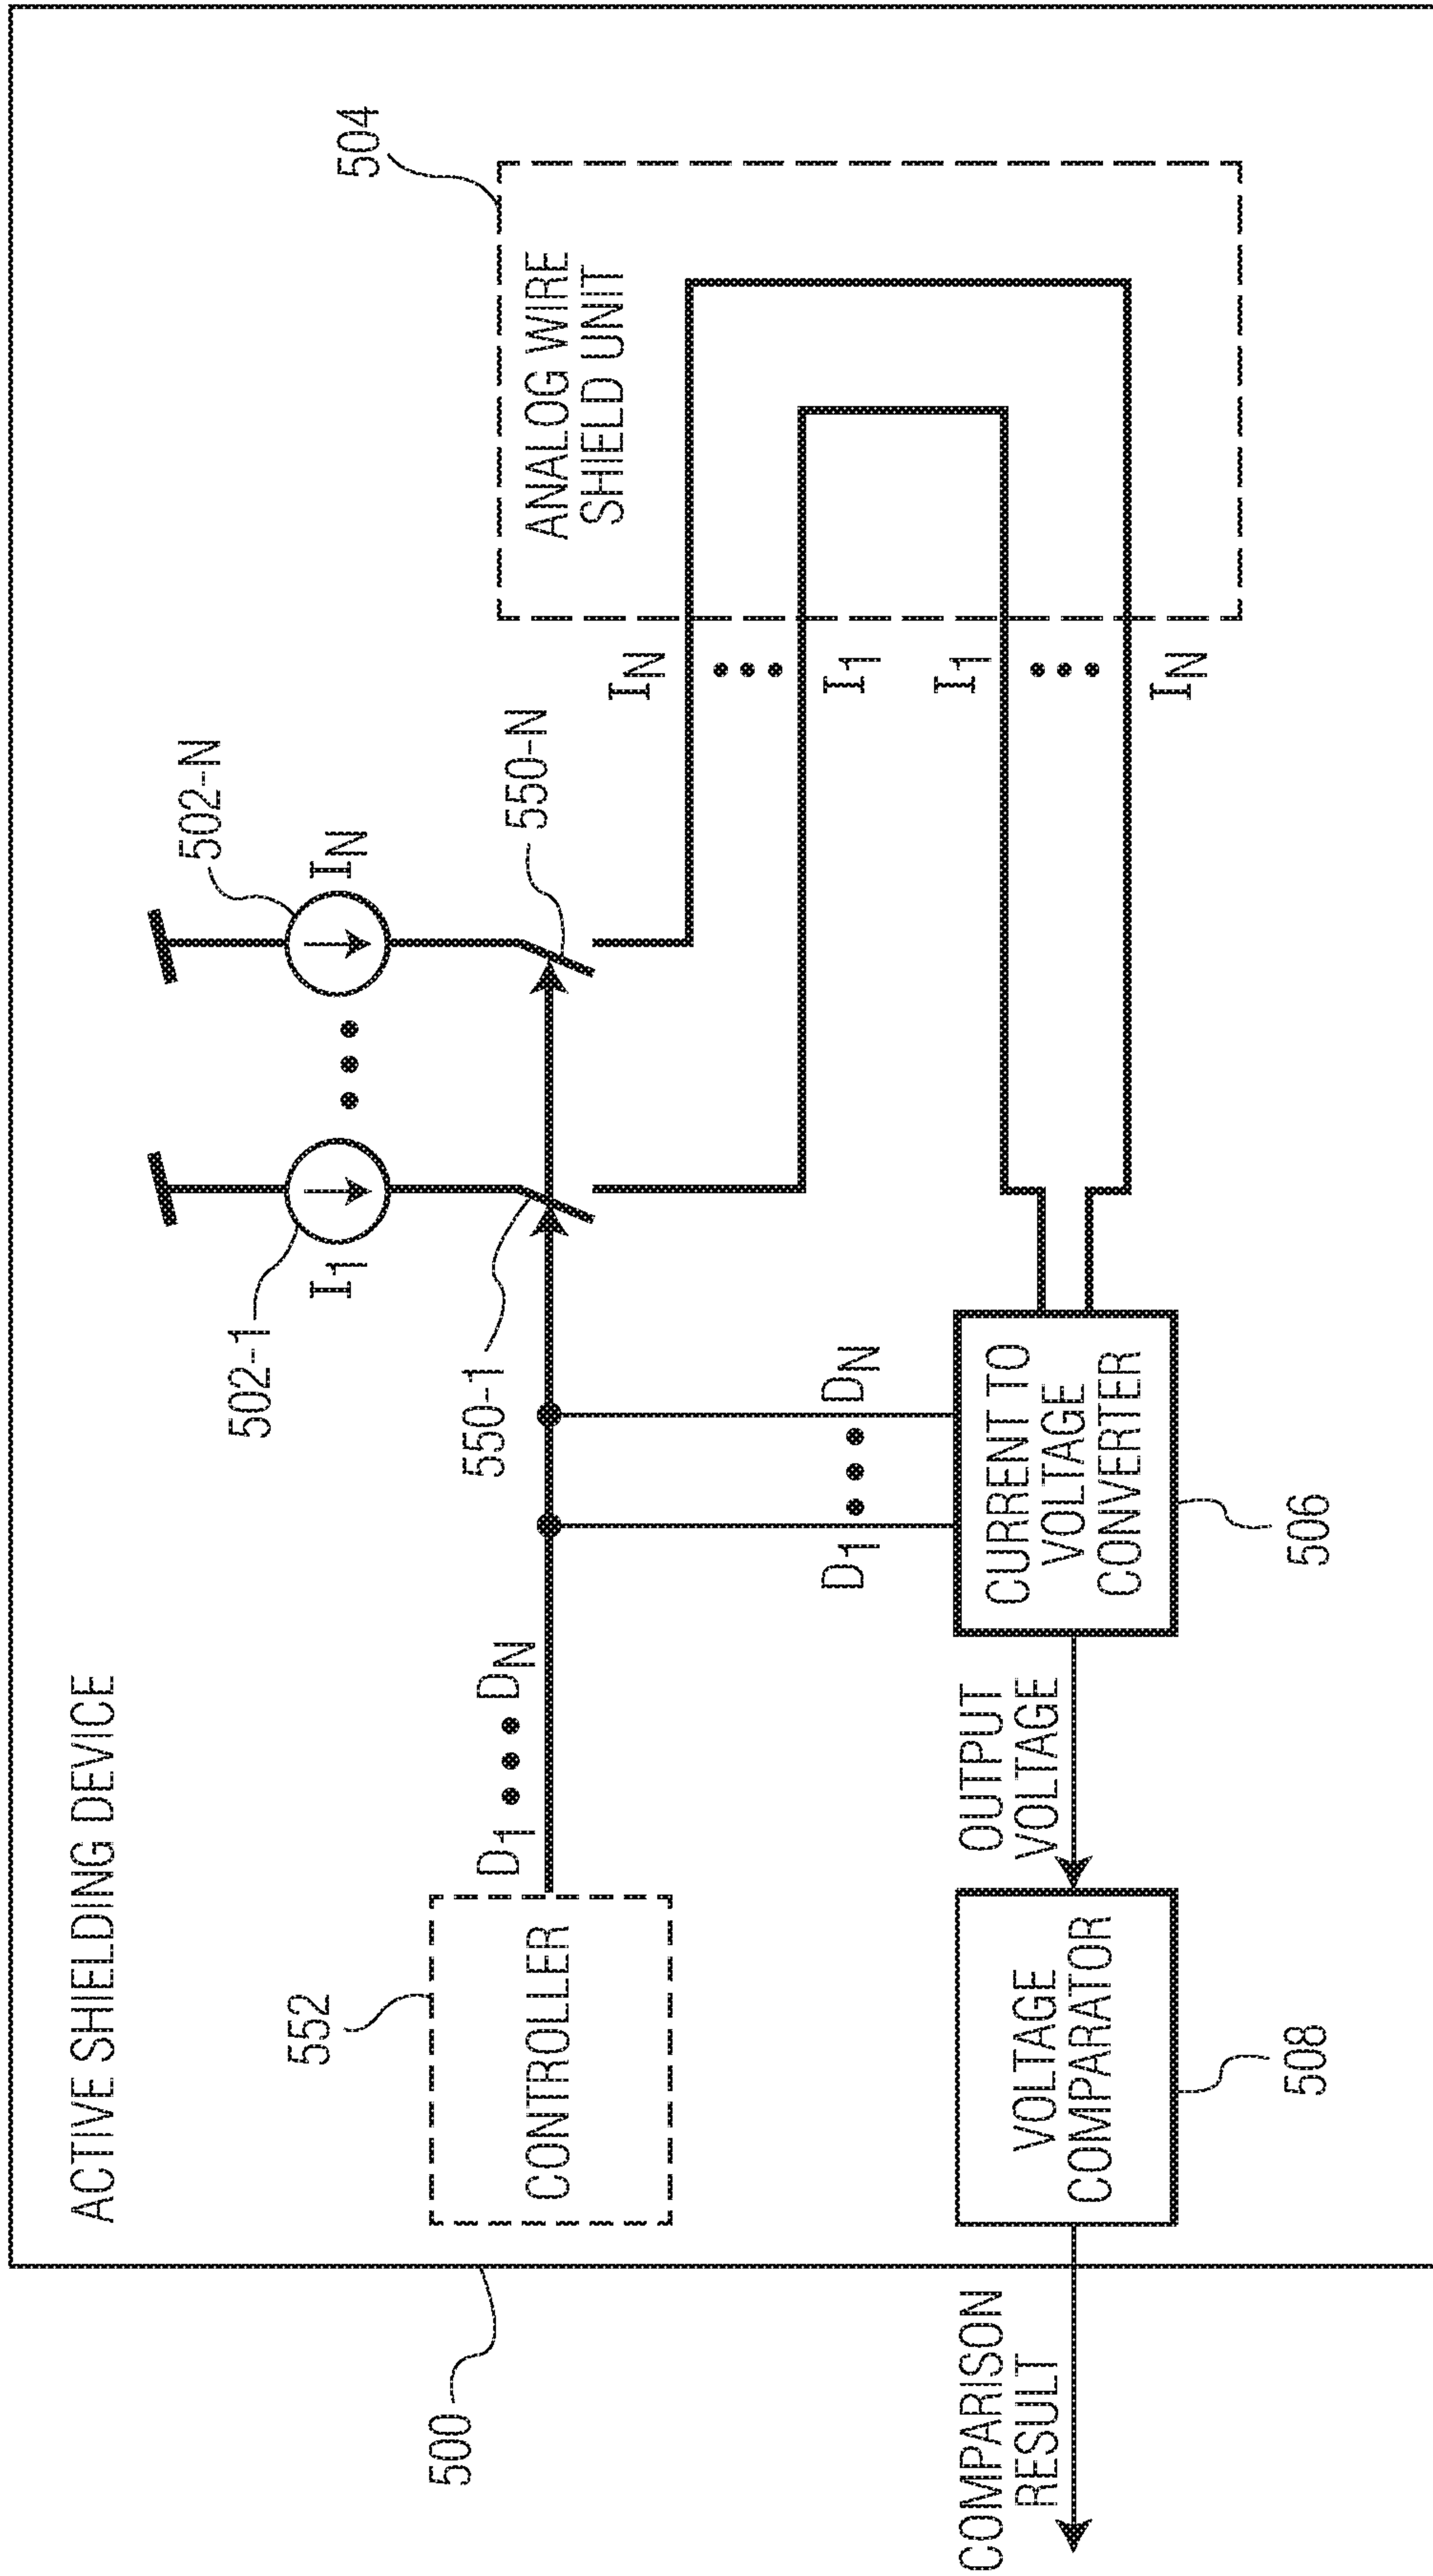 ACTIVE SHIELDING DEVICE
500
552
CONTROLLER
D1 ••• DN
502-1
I1
•••
502-N
IN
550-1
550-N
504
ANALOG WIRE
SHIELD UNIT
IN
I1
I1
IN
D1 ••• DN
CURRENT TO
VOLTAGE
CONVERTER
506
OUTPUT
VOLTAGE
VOLTAGE
COMPARATOR
508
COMPARISON
RESULT